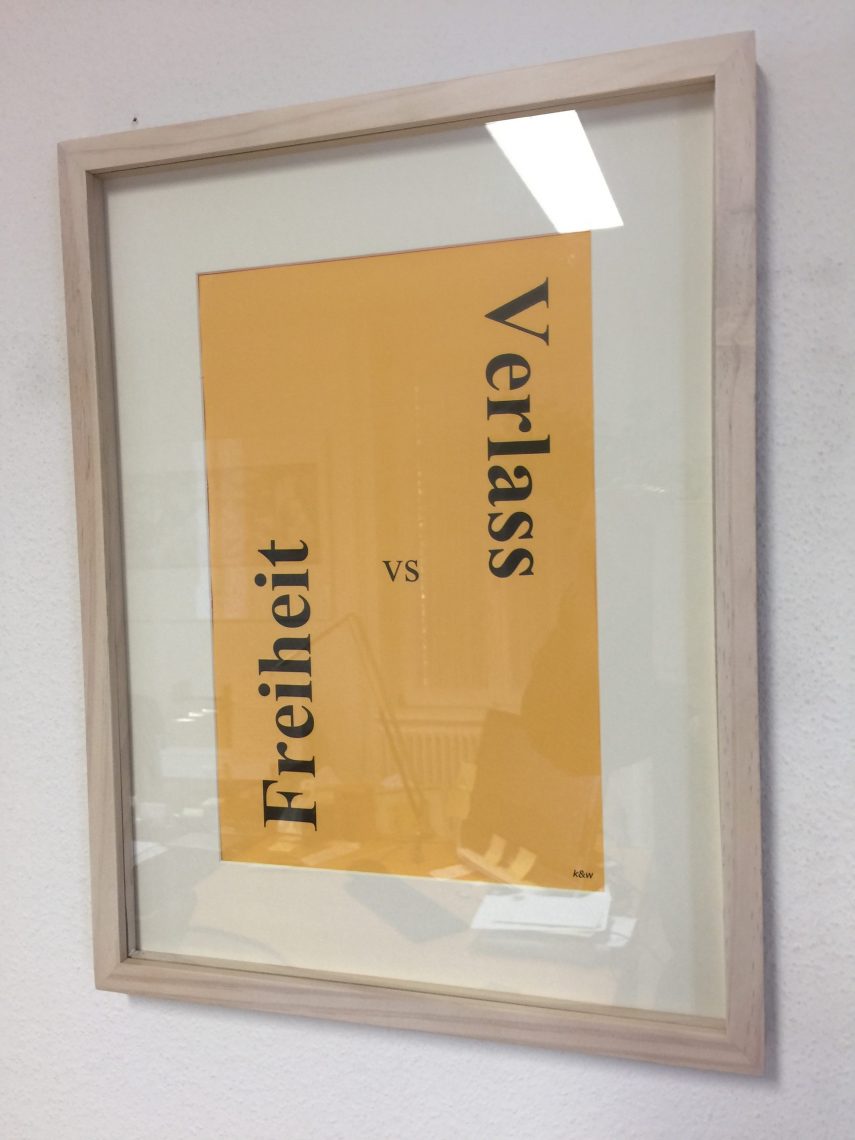 Freiheit
vs
Verlass
k&w